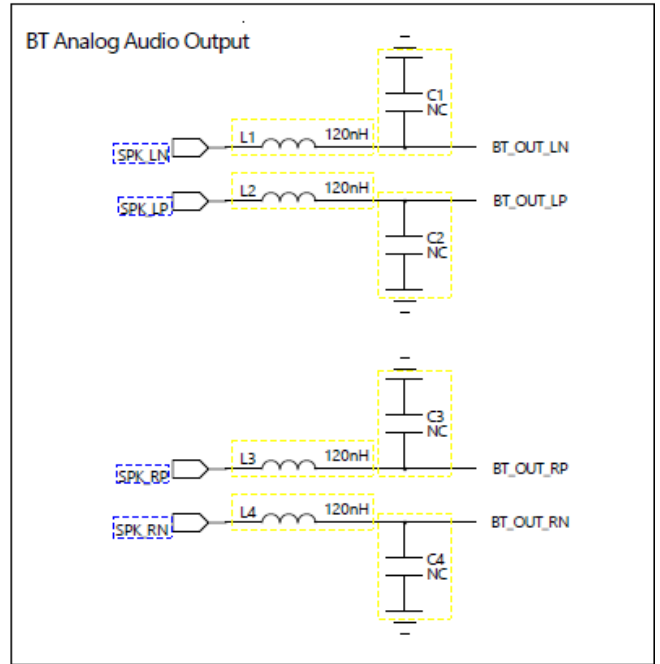 BT Analog Audio Output
C1
NC
SPK_LN L1 120nH BT_OUT_LN
SPK_LP L2 120nH BT_OUT_LP
C2
NC
C3
NC
SPK_RP L3 120nH BT_OUT_RP
SPK_RN L4 120nH BT_OUT_RN
C4
NC